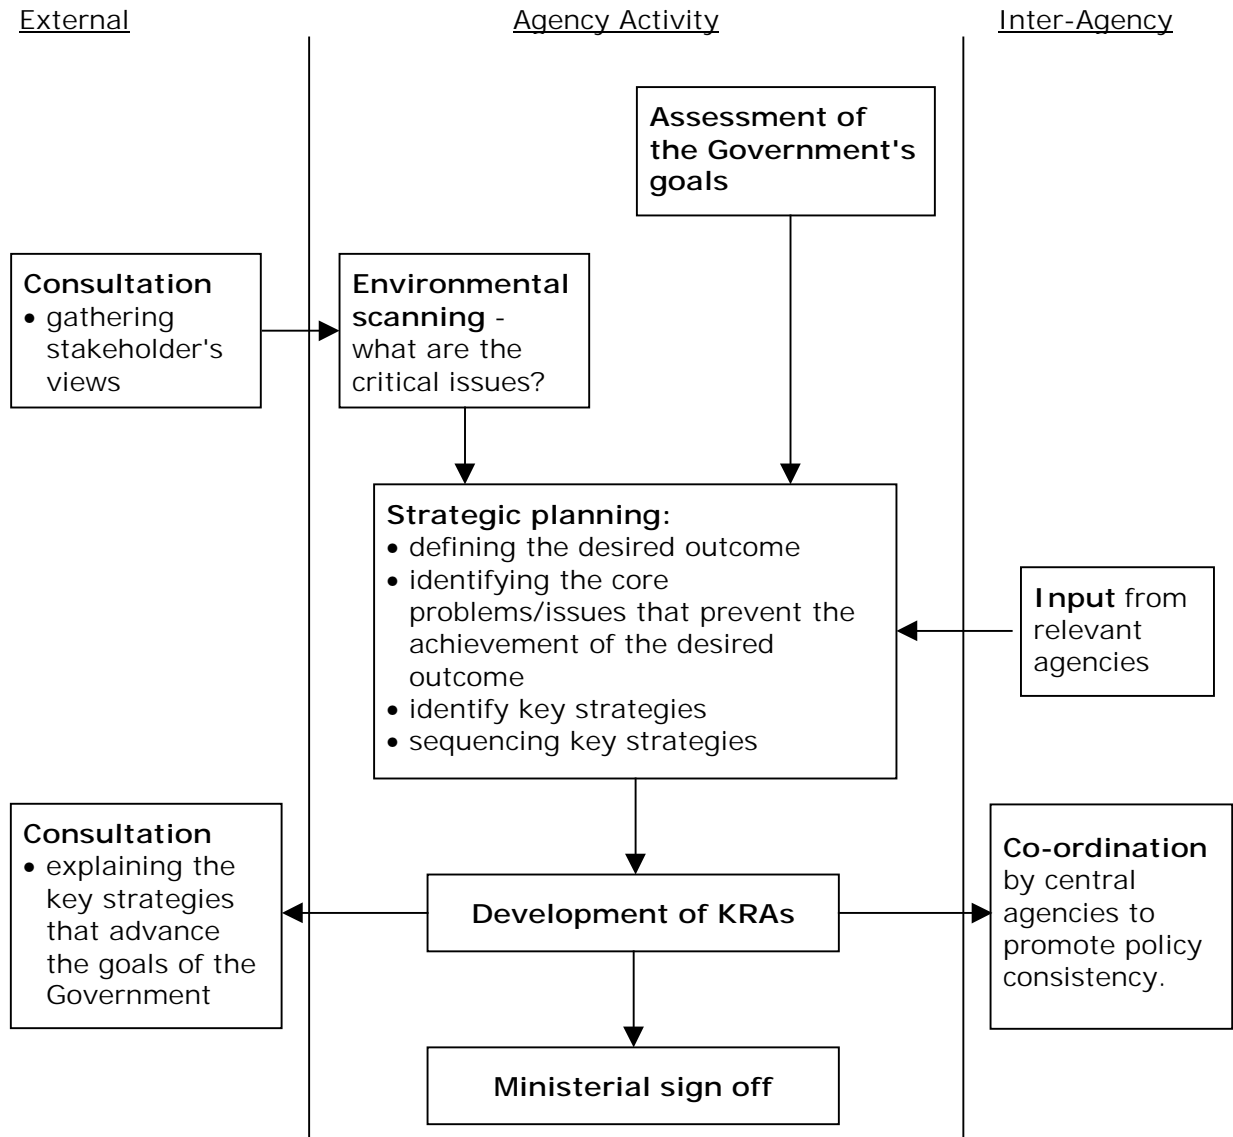 External
Agency Activity
Inter-Agency
Assessment of
the Government's
goals
Consultation
• gathering
stakeholder's
views
Environmental
scanning -
what are the
critical issues?
Strategic planning:
• defining the desired outcome
• identifying the core
problems/issues that prevent the
achievement of the desired
outcome
• identify key strategies
• sequencing key strategies
Input from
relevant
agencies
Consultation
• explaining the
key strategies
that advance
the goals of the
Government
Development of KRAs
Co-ordination
by central
agencies to
promote policy
consistency.
Ministerial sign off